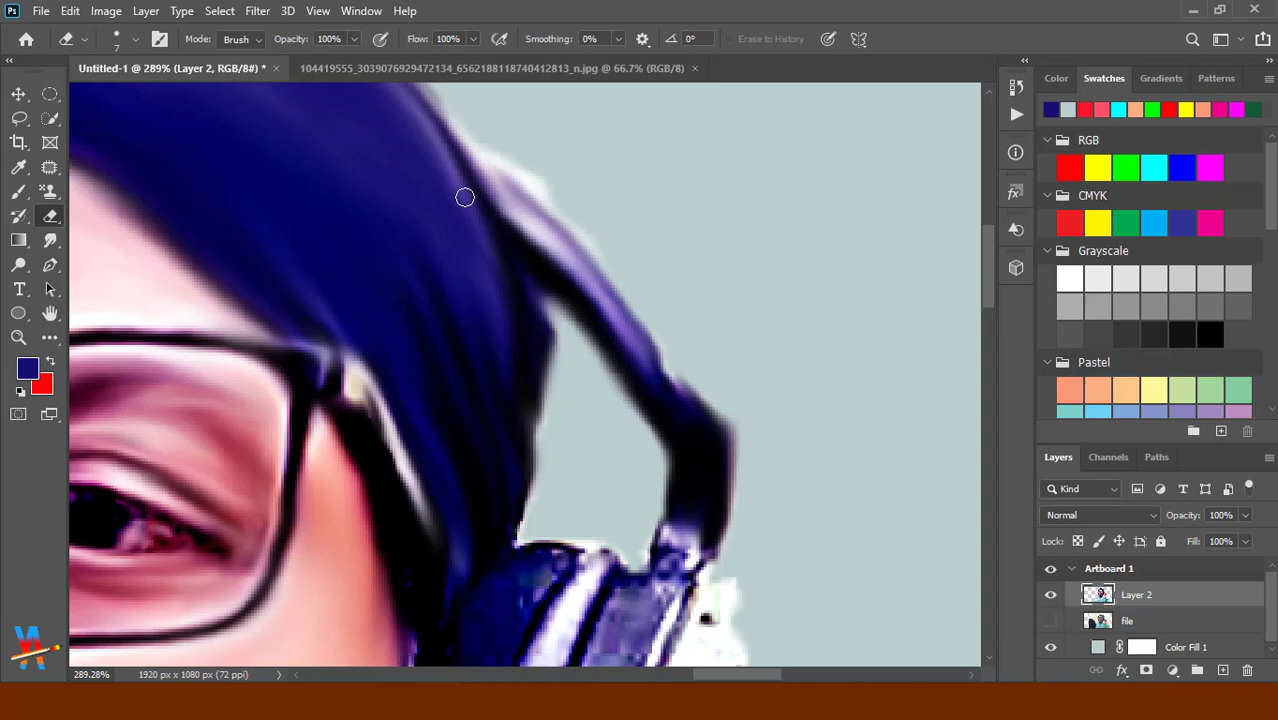 Ps File Edit Image Layer Type Select Filter 3D View Window Help
7 Mode: Brush Opacity: 100% Flow: 100% Smoothing: 0% 0° Erase to History
Untitled-1 @ 289% (Layer 2, RGB/8#) * × 104419555_3039076929472134_6562188118740412813_n.jpg @ 66.7% (RGB/8) ×
Color Swatches Gradients Patterns
RGB
CMYK
Grayscale
Pastel
Layers Channels Paths
Kind
Normal Opacity: 100%
Lock: Fill: 100%
Artboard 1
Layer 2
file
Color Fill 1
289.28% 1920 px x 1080 px (72 ppi)